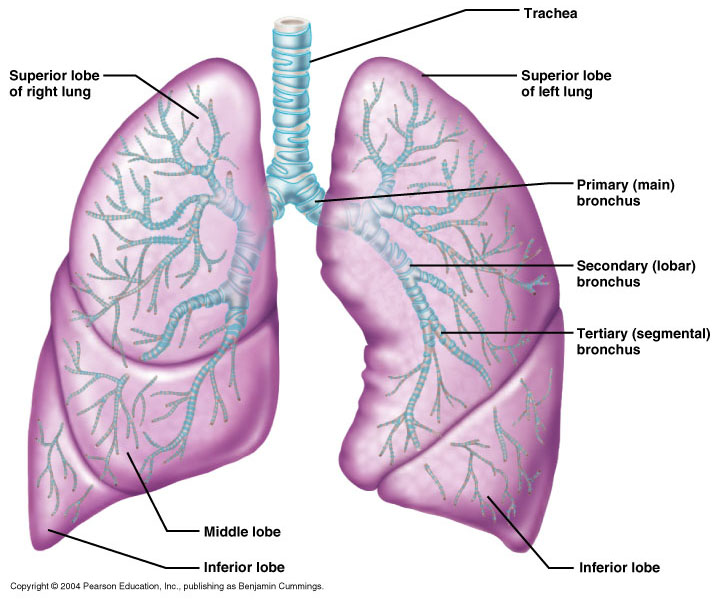 Trachea
Superior lobe
of right lung
Superior lobe
of left lung
Primary (main)
bronchus
Secondary (lobar)
bronchus
Tertiary (segmental)
bronchus
Middle lobe
Inferior lobe
Inferior lobe
Copyright © 2004 Pearson Education, Inc., publishing as Benjamin Cummings.